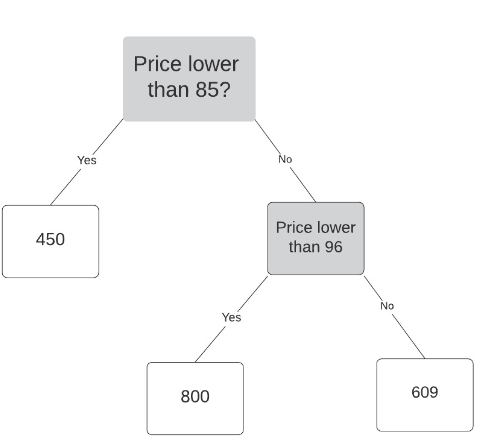 Price lower
than 85?
Yes
No
450
Price lower
than 96
Yes
No
800
609